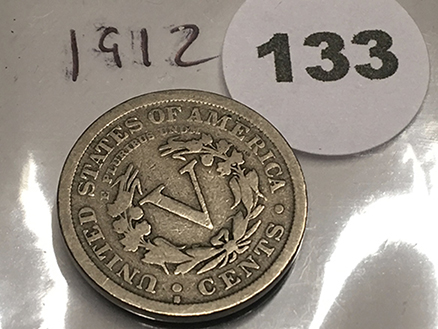 1912
133
UNITED STATES OF AMERICA
E PLURIBUS UNUM
V
CENTS
S